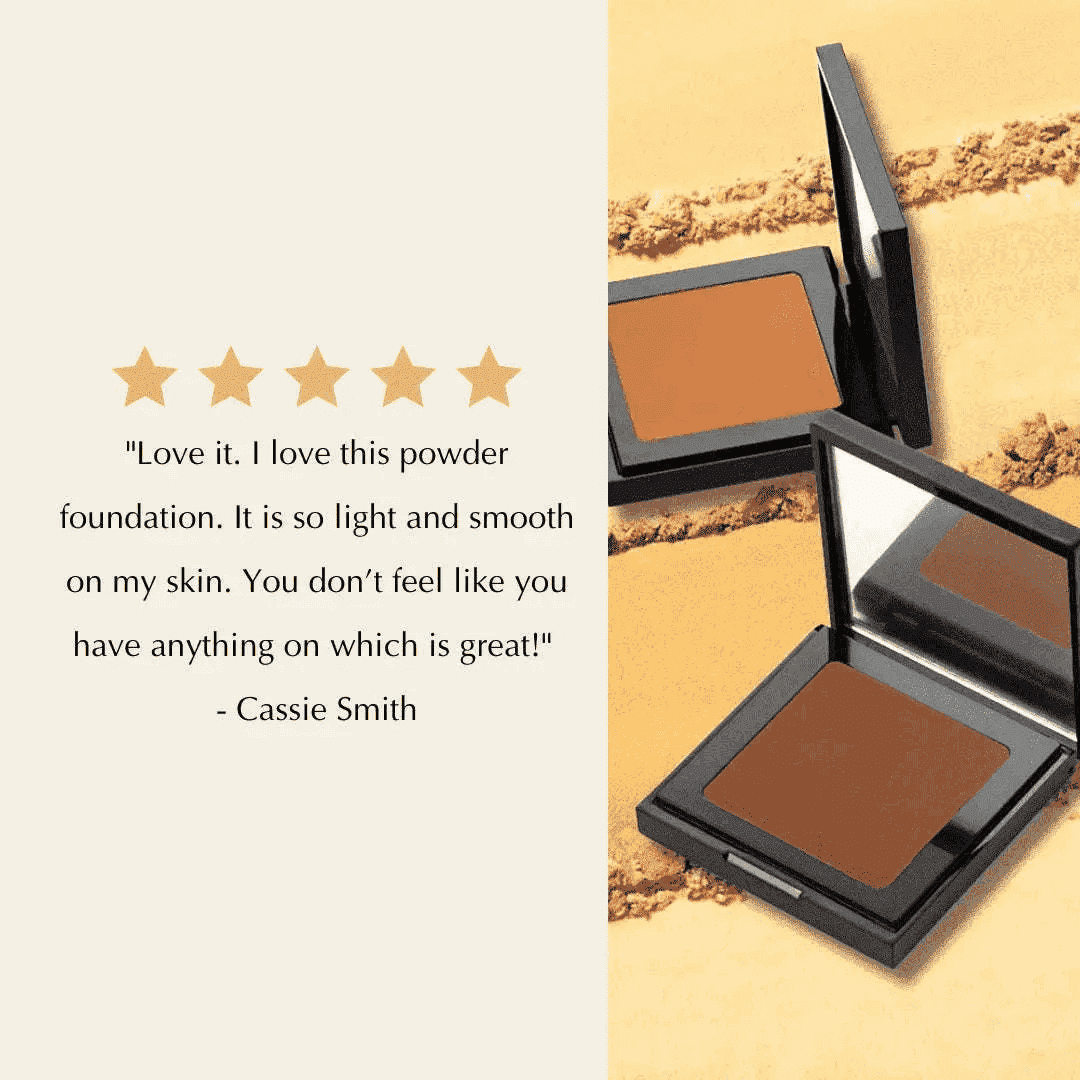 "Love it. I love this powder
foundation. It is so light and smooth
on my skin. You don’t feel like you
have anything on which is great!"
- Cassie Smith